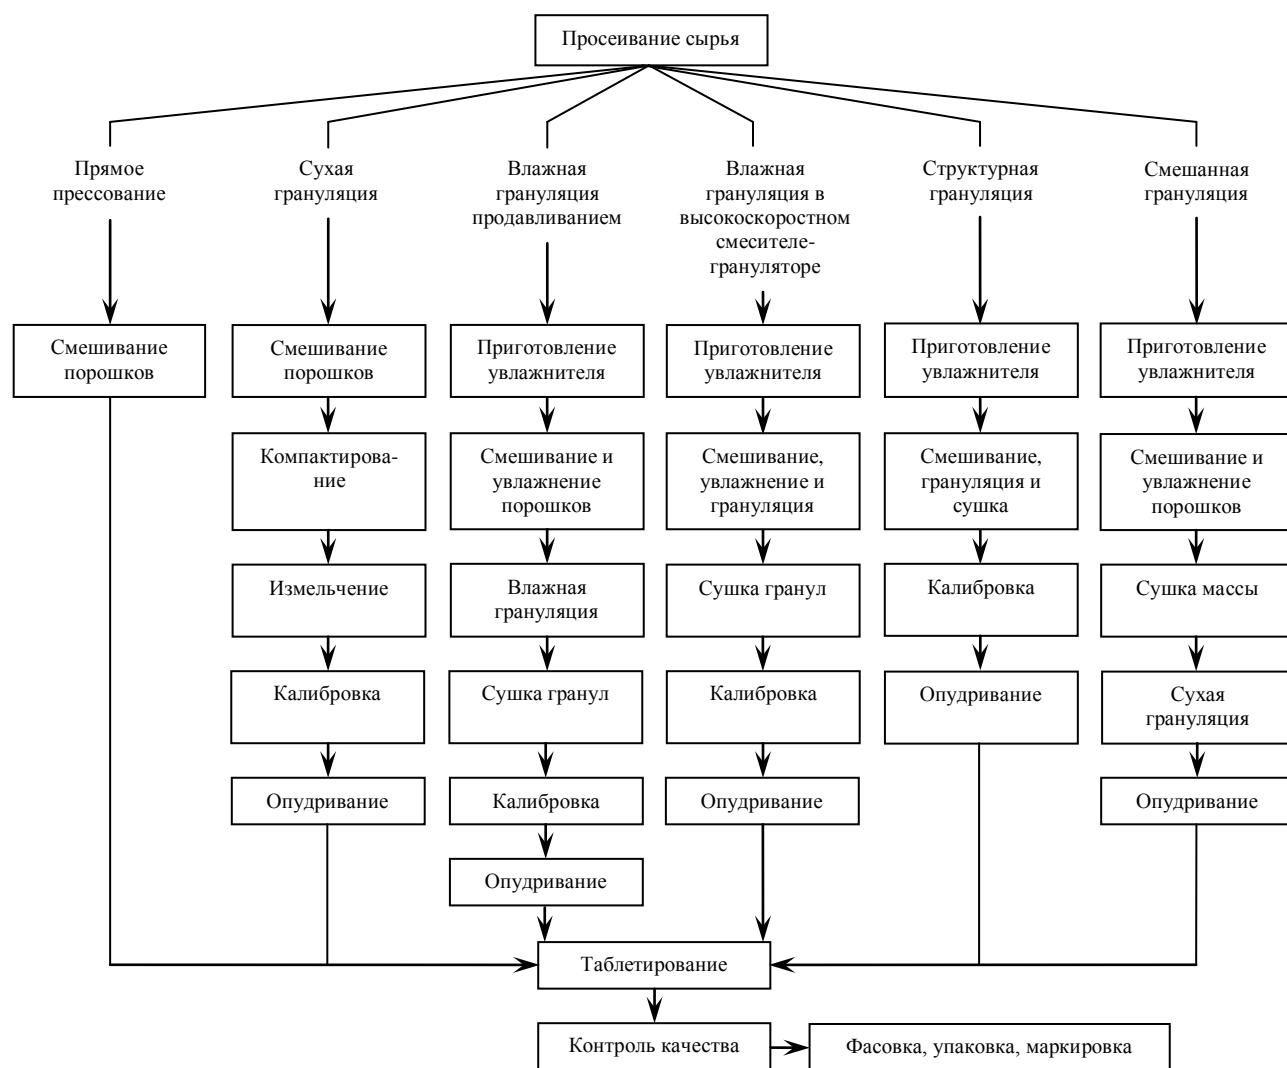 Просеивание сырья
Прямое
прессование
Сухая
грануляция
Влажная
грануляция
продавливанием
Влажная
грануляция в
высокоскоростном
смесителе-
грануляторе
Структурная
грануляция
Смешанная
грануляция
Смешивание
порошков
Смешивание
порошков
Приготовление
увлажнителя
Приготовление
увлажнителя
Приготовление
увлажнителя
Приготовление
увлажнителя
Компактирова-
ние
Смешивание и
увлажнение
порошков
Смешивание,
увлажнение и
грануляция
Смешивание,
грануляция и
сушка
Смешивание и
увлажнение
порошков
Измельчение
Влажная
грануляция
Сушка гранул
Калибровка
Сушка массы
Калибровка
Сушка гранул
Калибровка
Опудривание
Сухая
грануляция
Опудривание
Калибровка
Опудривание
Опудривание
Опудривание
Таблетирование
Контроль качества
Фасовка, упаковка, маркировка